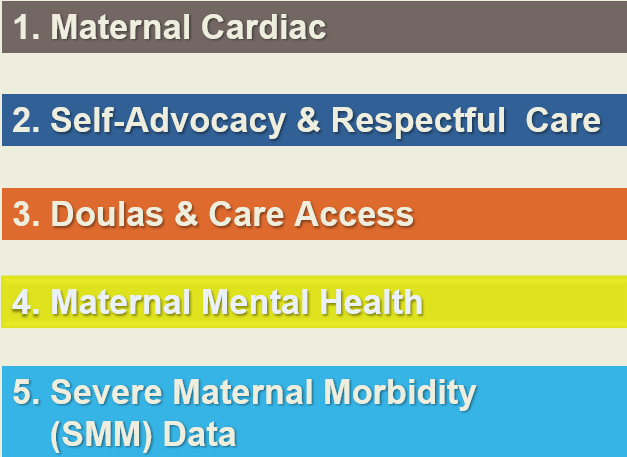 1. Maternal Cardiac
2. Self-Advocacy & Respectful  Care
3. Doulas & Care Access
4. Maternal Mental Health
5. Severe Maternal Morbidity
(SMM) Data